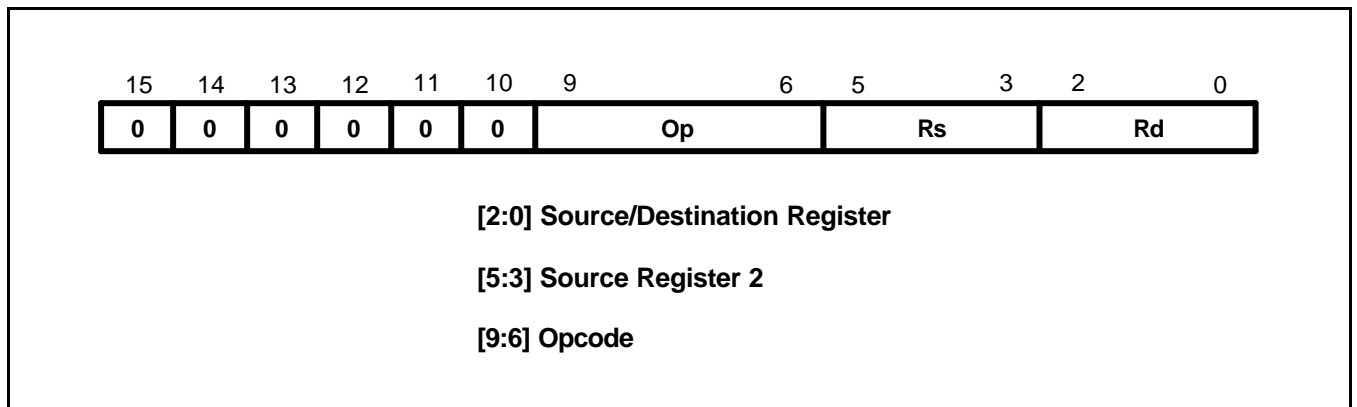 15 14 13 12 11 10 9 6 5 3 2 0
0 0 0 0 0 0 Op Rs Rd
[2:0] Source/Destination Register
[5:3] Source Register 2
[9:6] Opcode